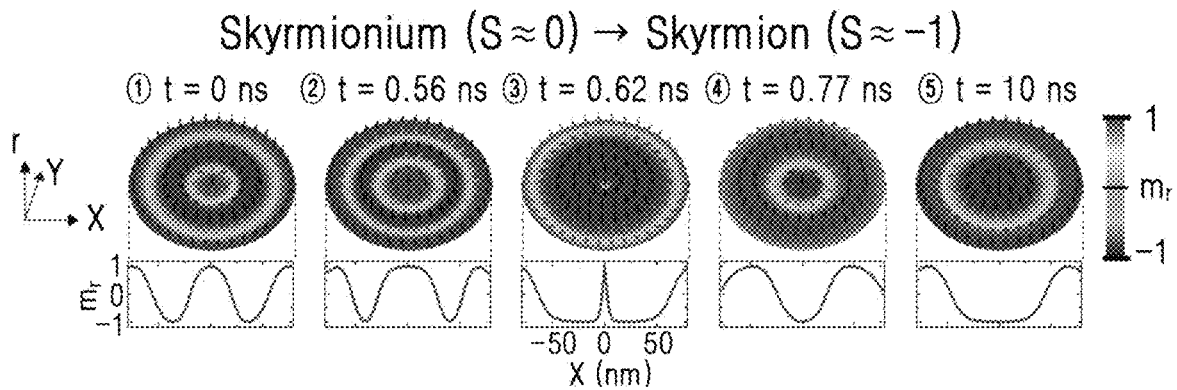 Skyrmionium (S≈0) → Skyrmion (S≈−1)
① t = 0 ns ② t = 0.56 ns ③ t = 0.62 ns ④ t = 0.77 ns ⑤ t = 10 ns
r
Y
X
1
mr
−1
mr
1
0
−1
−50 0 50
X (nm)